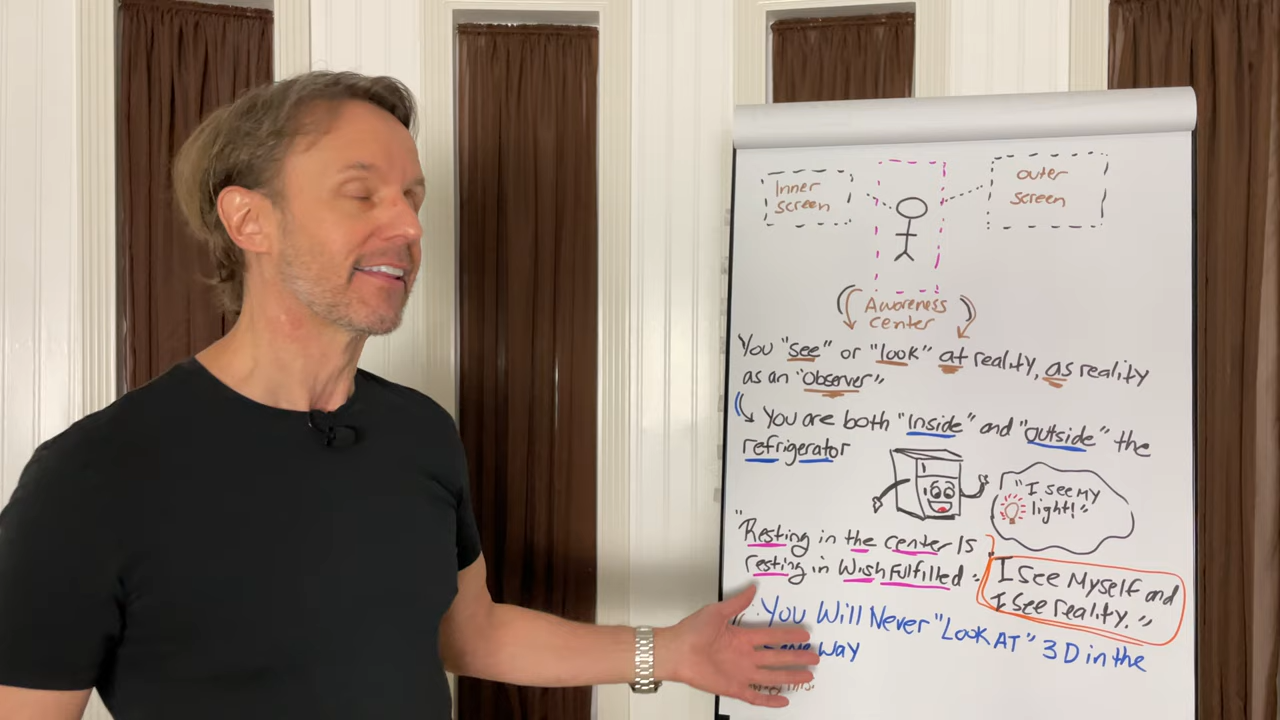 Inner
screen
outer
screen
Awareness
center
You "see" or "look" at reality, as reality
as an "observer"
You are both "Inside" and "outside" the
refrigerator
"I see My
light!"
"Resting in the center Is
resting in Wish Fulfilled"
I see Myself and
I see reality."
You Will Never "Look AT" 3D in the
Way